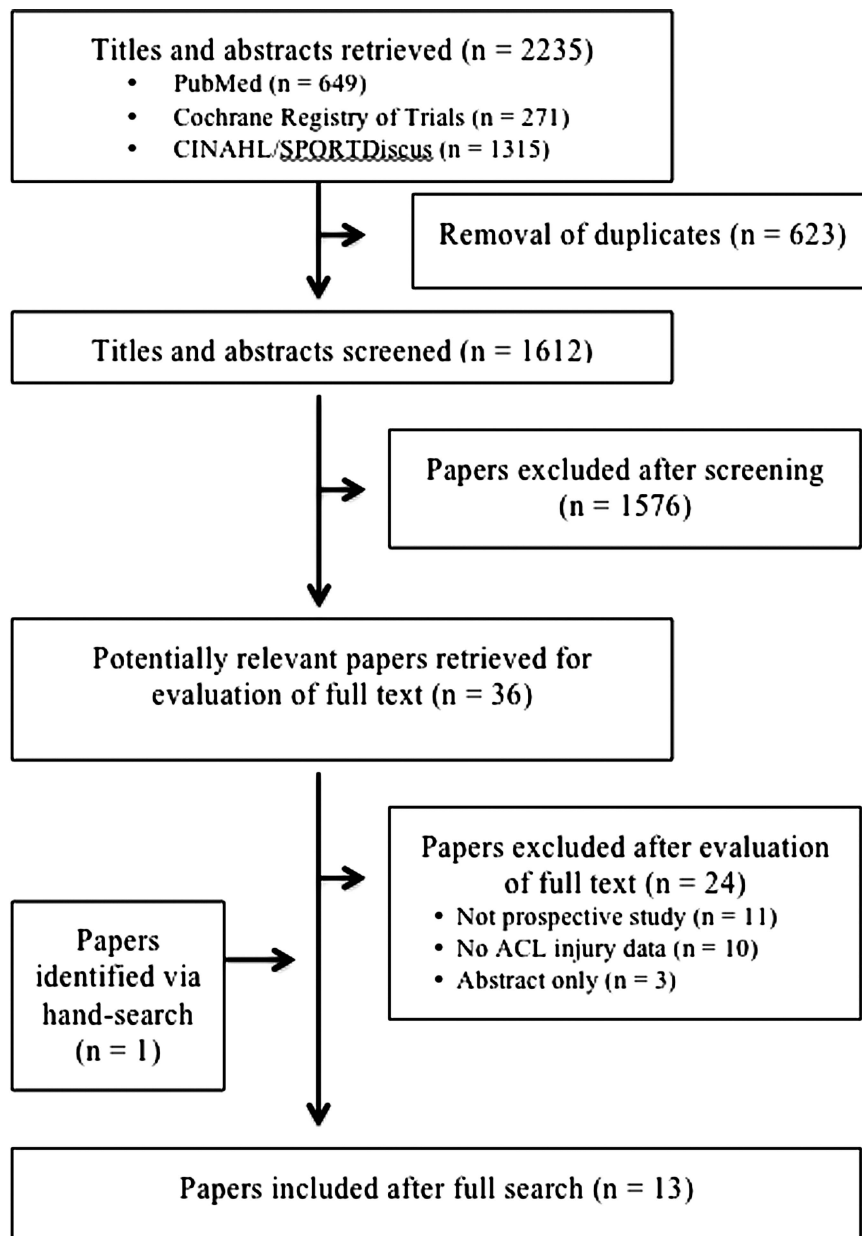 Titles and abstracts retrieved (n = 2235)
• PubMed (n = 649)
• Cochrane Registry of Trials (n = 271)
• CINAHL/SPORTDiscus (n = 1315)
Removal of duplicates (n = 623)
Titles and abstracts screened (n = 1612)
Papers excluded after screening
(n = 1576)
Potentially relevant papers retrieved for
evaluation of full text (n = 36)
Papers excluded after evaluation
of full text (n = 24)
• Not prospective study (n = 11)
• No ACL injury data (n = 10)
• Abstract only (n = 3)
Papers
identified via
hand-search
(n = 1)
Papers included after full search (n = 13)